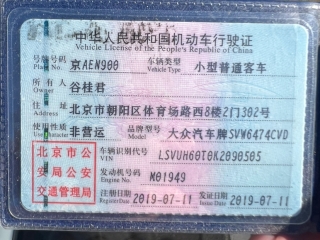 中华人民共和国机动车行驶证
Vehicle License of the People's Republic of China
号牌号码 Plate No. 京AEN900 车辆类型 Vehicle Type 小型普通客车
所有人 Owner 谷桂君
住址 Address 北京市朝阳区体育场路西8楼2门302号
使用性质 Use Character 非营运 品牌型号 Model 大众汽车牌SVW6474CVD
北京市公
安局公安
交通管理局
车辆识别代号 VIN LSVUH60T0K2090505
发动机号码 Engine No. M01949
注册日期 Register Date 2019-07-11 发证日期 Issue Date 2019-07-11